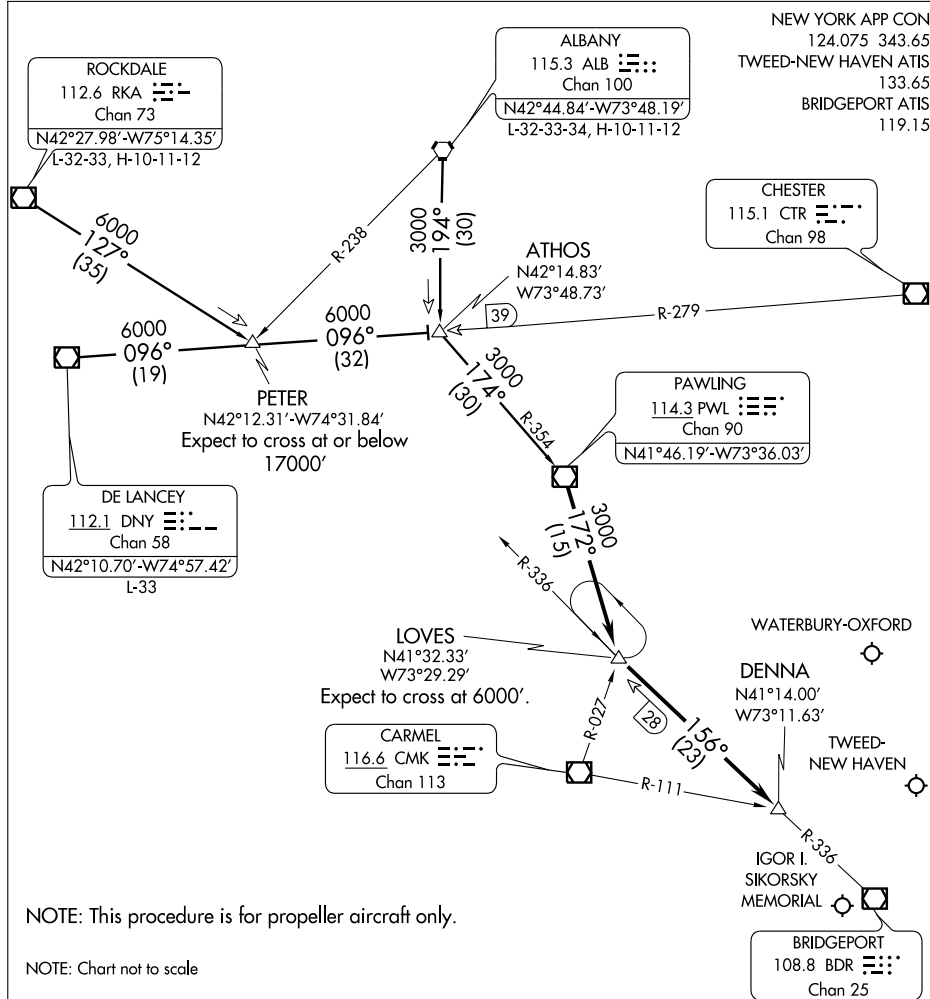 NEW YORK APP CON
124.075 343.65
TWEED-NEW HAVEN ATIS
133.65
BRIDGEPORT ATIS
119.15
ALBANY
115.3 ALB
Chan 100
N42°44.84′-W73°48.19′
L-32-33-34, H-10-11-12
ROCKDALE
112.6 RKA
Chan 73
N42°27.98′-W75°14.35′
L-32-33, H-10-11-12
CHESTER
115.1 CTR
Chan 98
6000
127°
(35)
R-238
3000
194°
(30)
ATHOS
N42°14.83′
W73°48.73′
39
R-279
6000
096°
(19)
6000
096°
(32)
PETER
N42°12.31′-W74°31.84′
Expect to cross at or below
17000′
3000
174°
(30)
R-354
PAWLING
114.3 PWL
Chan 90
N41°46.19′-W73°36.03′
DE LANCEY
112.1 DNY
Chan 58
N42°10.70′-W74°57.42′
L-33
3000
172°
(15)
R-336
LOVES
N41°32.33′
W73°29.29′
Expect to cross at 6000′.
WATERBURY-OXFORD
DENNA
N41°14.00′
W73°11.63′
R-027
28
156°
(23)
CARMEL
116.6 CMK
Chan 113
R-111
TWEED-
NEW HAVEN
R-336
IGOR I.
SIKORSKY
MEMORIAL
BRIDGEPORT
108.8 BDR
Chan 25
NOTE: This procedure is for propeller aircraft only.
NOTE: Chart not to scale